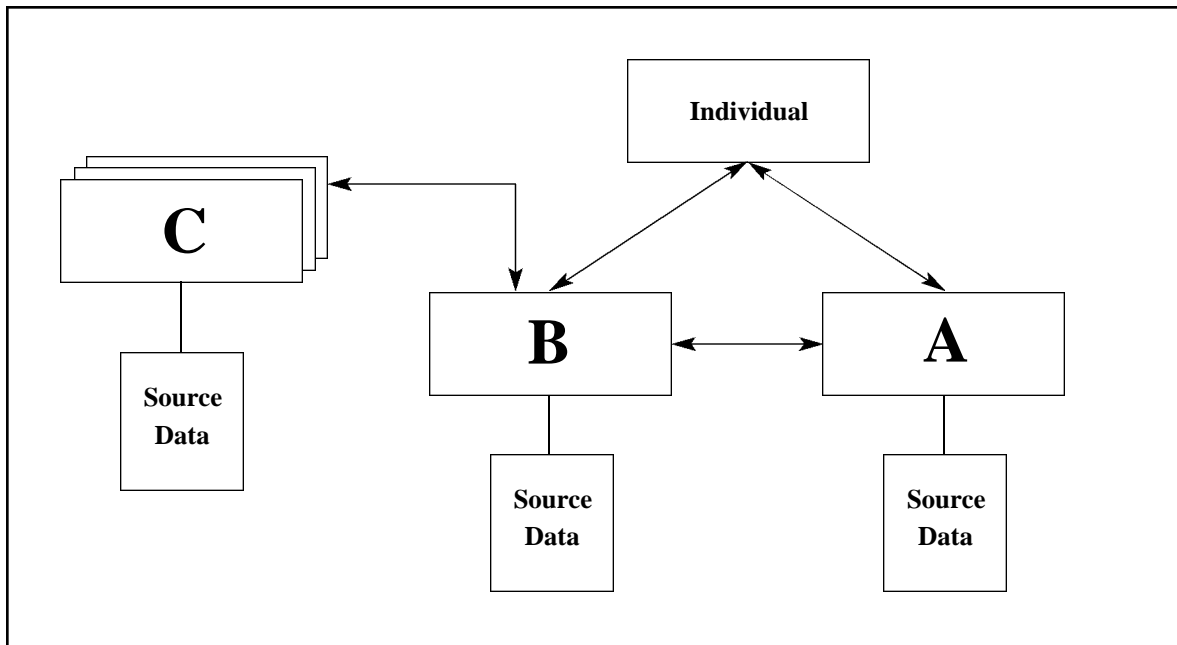 Individual
C
B
A
Source
Data
Source
Data
Source
Data